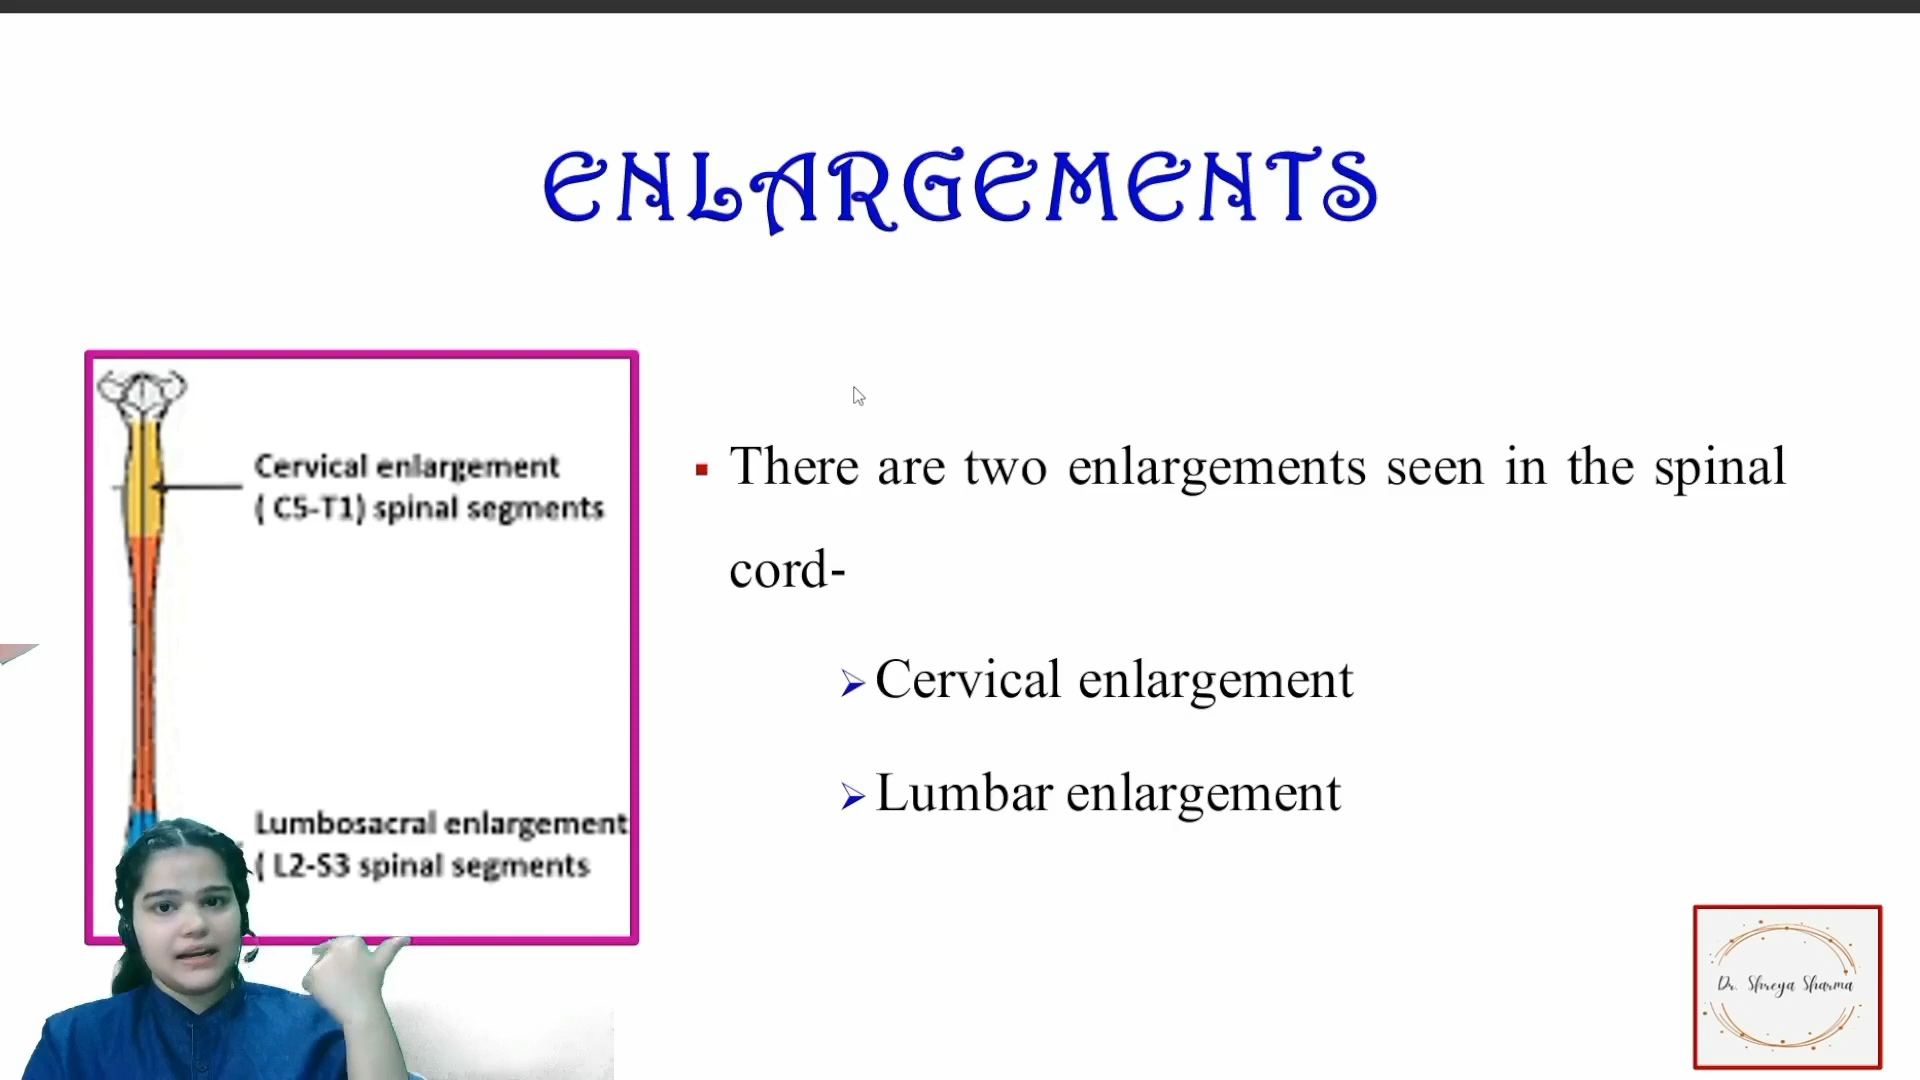 ENLARGEMENTS
Cervical enlargement
( C5-T1) spinal segments
Lumbosacral enlargement
( L2-S3 spinal segments
▪ There are two enlargements seen in the spinal
cord-
➢ Cervical enlargement
➢ Lumbar enlargement
Dr. Shreya Sharma